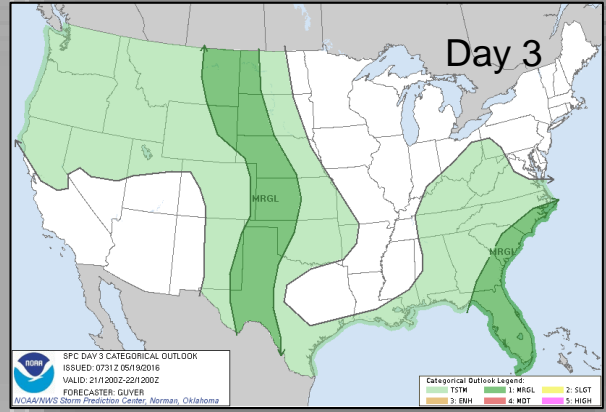 Day 3
MRGL
MRGL
NOAA
SPC DAY 3 CATEGORICAL OUTLOOK
ISSUED: 0731Z 05/19/2016
VALID: 21/1200Z-22/1200Z
FORECASTER: GUYER
NOAA/NWS Storm Prediction Center, Norman, Oklahoma
Categorical Outlook Legend:
TSTM 1: MRGL 2: SLGT
3: ENH 4: MDT 5: HIGH